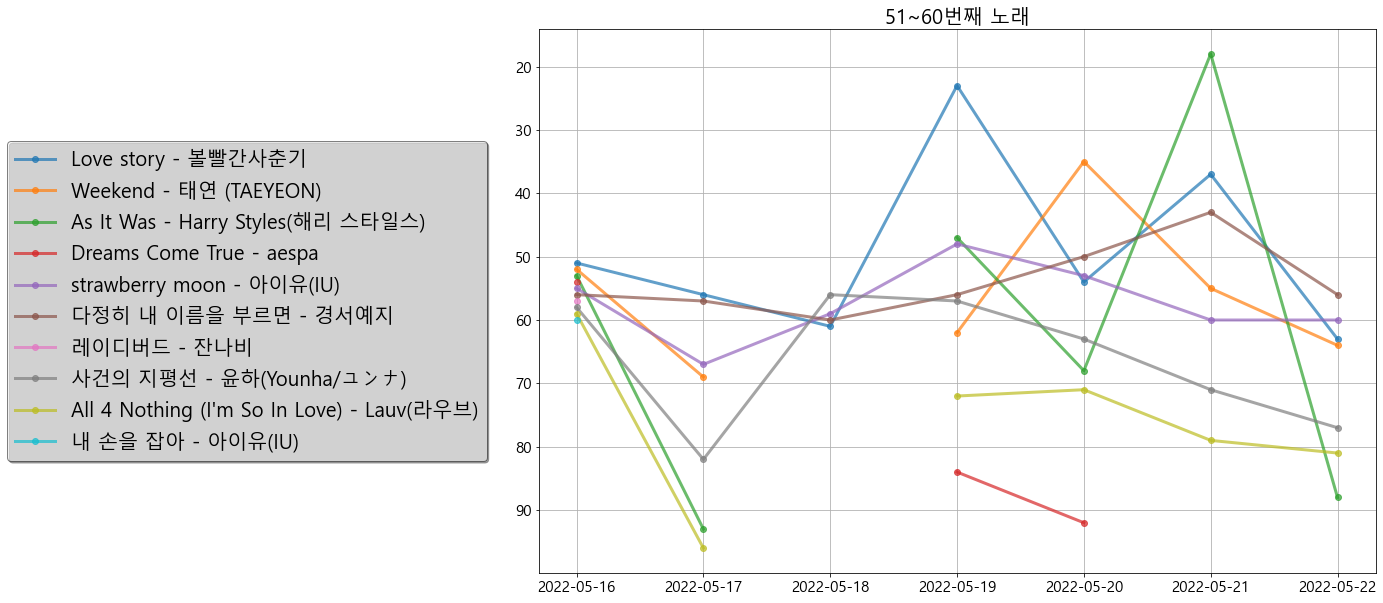 51~60번째 노래
Love story - 볼빨간사춘기
Weekend - 태연 (TAEYEON)
As It Was - Harry Styles(해리 스타일스)
Dreams Come True - aespa
strawberry moon - 아이유(IU)
다정히 내 이름을 부르면 - 경서예지
레이디버드 - 잔나비
사건의 지평선 - 윤하(Younha/ユンナ)
All 4 Nothing (I'm So In Love) - Lauv(라우브)
내 손을 잡아 - 아이유(IU)
20
30
40
50
60
70
80
90
2022-05-16 2022-05-17 2022-05-18 2022-05-19 2022-05-20 2022-05-21 2022-05-22